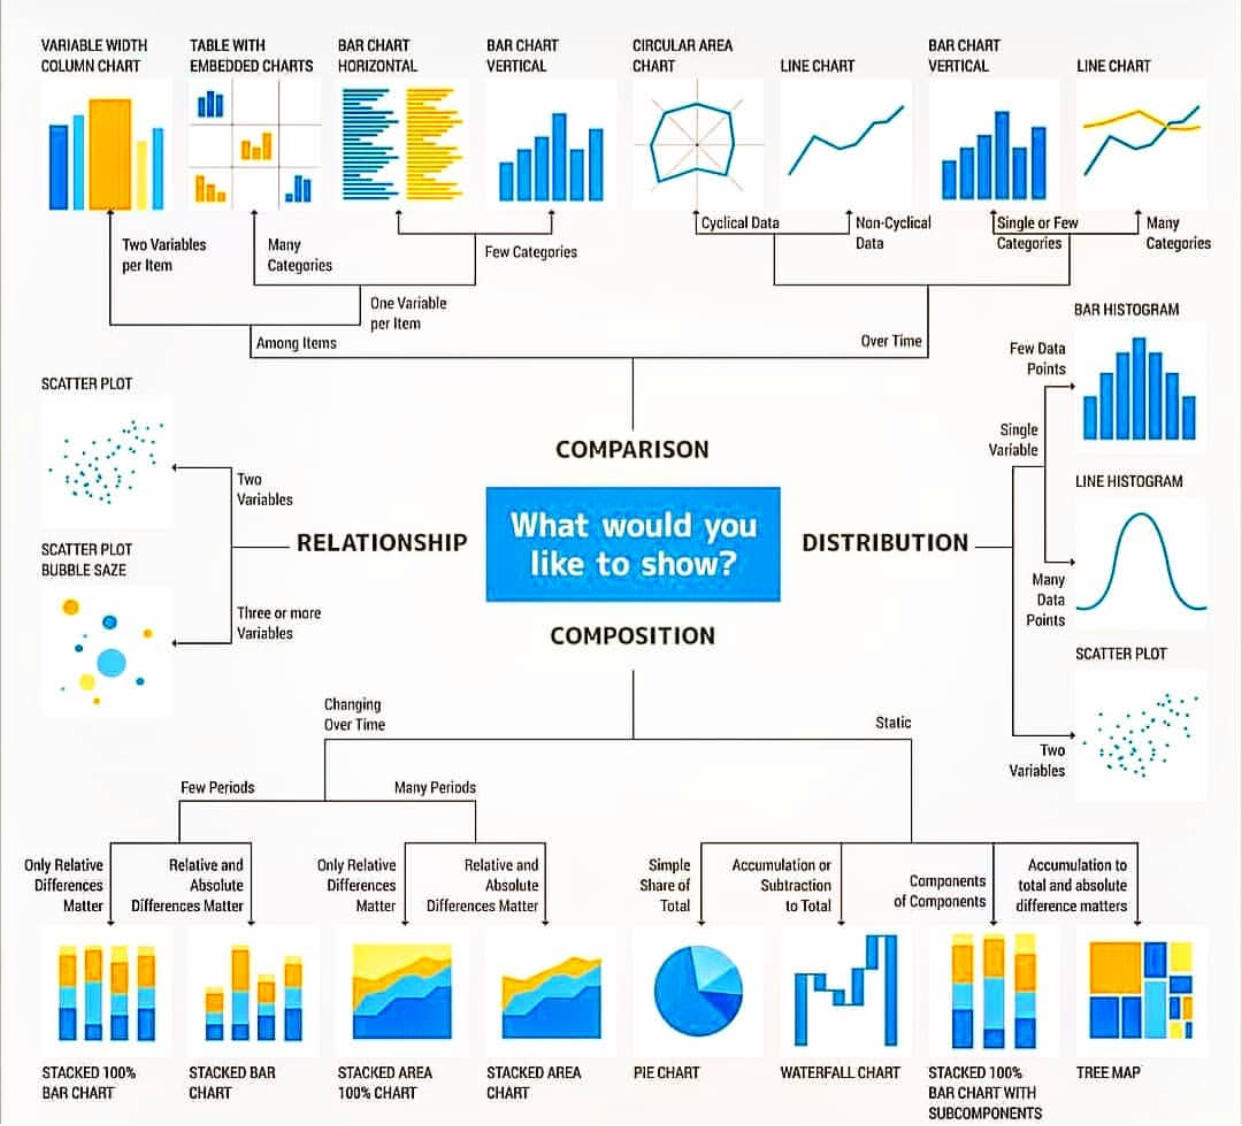 VARIABLE WIDTH
COLUMN CHART
TABLE WITH
EMBEDDED CHARTS
BAR CHART
HORIZONTAL
BAR CHART
VERTICAL
CIRCULAR AREA
CHART
LINE CHART
BAR CHART
VERTICAL
LINE CHART
Two Variables
per Item
Many
Categories
Few Categories
Cyclical Data
Non-Cyclical
Data
Single or Few
Categories
Many
Categories
One Variable
per Item
Among Items
Over Time
BAR HISTOGRAM
Few Data
Points
SCATTER PLOT
Single
Variable
COMPARISON
Two
Variables
LINE HISTOGRAM
RELATIONSHIP
What would you
like to show?
DISTRIBUTION
SCATTER PLOT
BUBBLE SAZE
Many
Data
Points
Three or more
Variables
COMPOSITION
SCATTER PLOT
Changing
Over Time
Static
Two
Variables
Few Periods
Many Periods
Only Relative
Differences
Matter
Relative and
Absolute
Differences Matter
Only Relative
Differences
Matter
Relative and
Absolute
Differences Matter
Simple
Share of
Total
Accumulation or
Subtraction
to Total
Components
of Components
Accumulation to
total and absolute
difference matters
STACKED 100%
BAR CHART
STACKED BAR
CHART
STACKED AREA
100% CHART
STACKED AREA
CHART
PIE CHART
WATERFALL CHART
STACKED 100%
BAR CHART WITH
SUBCOMPONENTS
TREE MAP